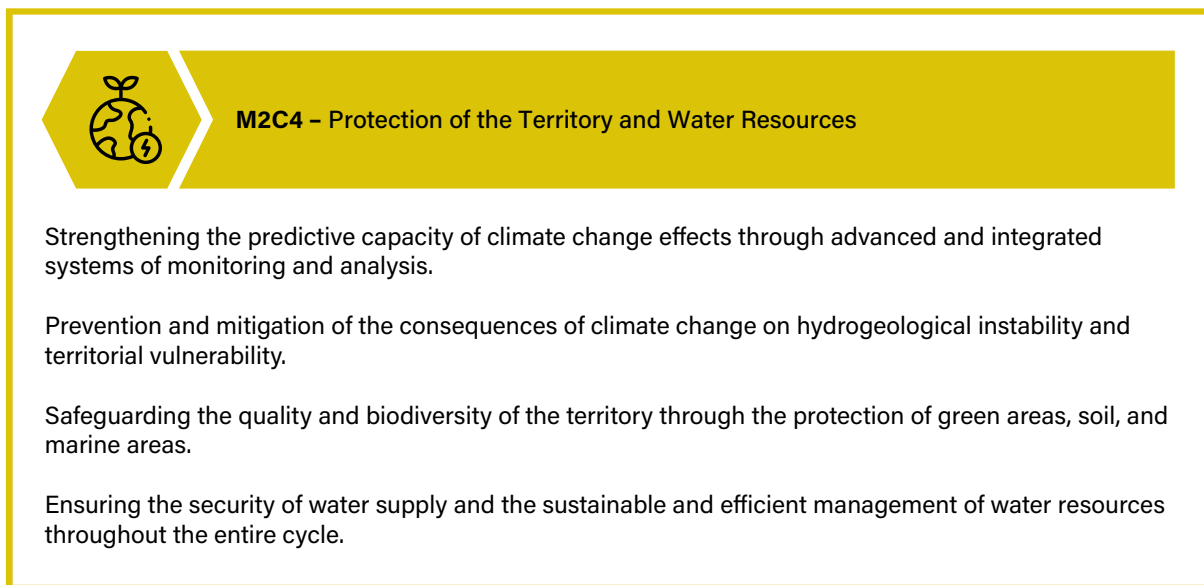 M2C4 – Protection of the Territory and Water Resources
Strengthening the predictive capacity of climate change effects through advanced and integrated
systems of monitoring and analysis.
Prevention and mitigation of the consequences of climate change on hydrogeological instability and
territorial vulnerability.
Safeguarding the quality and biodiversity of the territory through the protection of green areas, soil, and
marine areas.
Ensuring the security of water supply and the sustainable and efficient management of water resources
throughout the entire cycle.